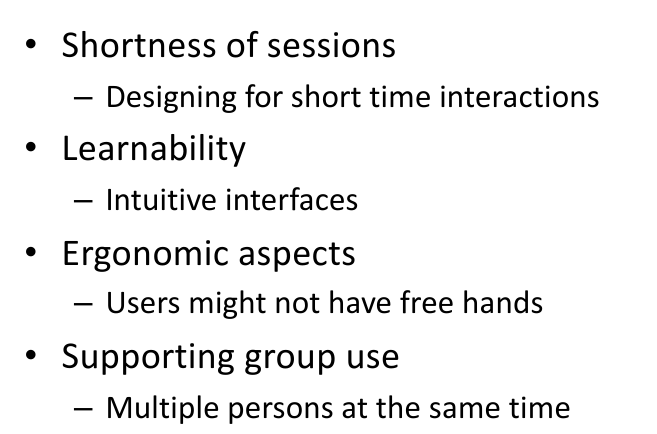 • Shortness of sessions
– Designing for short time interactions
• Learnability
– Intuitive interfaces
• Ergonomic aspects
– Users might not have free hands
• Supporting group use
– Multiple persons at the same time